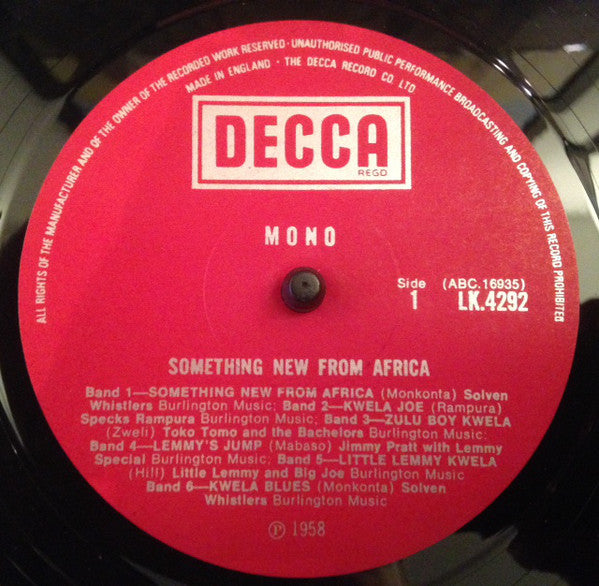 ALL RIGHTS OF THE MANUFACTURER AND OF THE OWNER OF THE RECORDED WORK RESERVED · UNAUTHORISED PUBLIC PERFORMANCE BROADCASTING AND COPYING OF THIS RECORD PROHIBITED
MADE IN ENGLAND · THE DECCA RECORD CO. LTD
DECCA
REGD
MONO
Side (ABC.16935)
1 LK.4292
SOMETHING NEW FROM AFRICA
Band 1—SOMETHING NEW FROM AFRICA (Monkonta) Solven
Whistlers Burlington Music; Band 2—KWELA JOE (Rampura)
Specks Rampura Burlington Music; Band 3—ZULU BOY KWELA
(Zweli) Toko Tomo and the Bachelors Burlington Music;
Band 4—LEMMY'S JUMP (Mabaso) Jimmy Pratt with Lemmy
Special Burlington Music; Band 5—LITTLE LEMMY KWELA
(Hill) Little Lemmy and Big Joe Burlington Music
Band 6—KWELA BLUES (Monkonta) Solven
Whistlers Burlington Music
℗ 1958